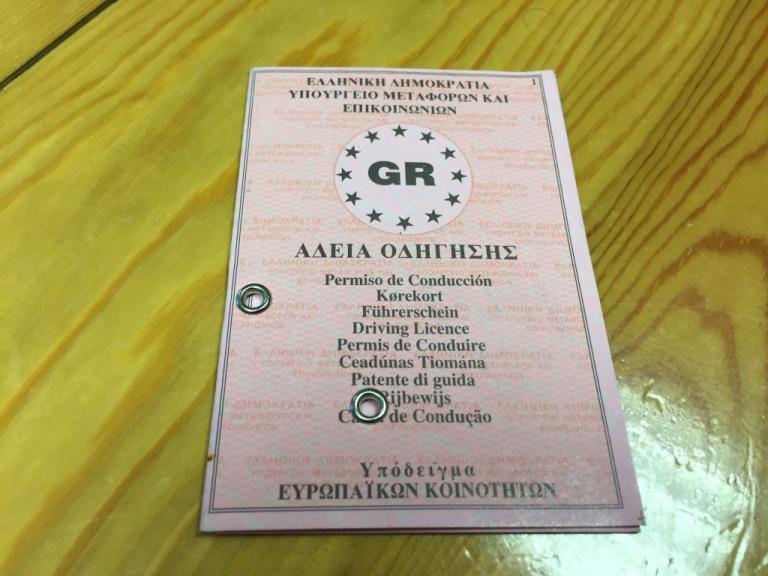 ΕΛΛΗΝΙΚΗ ΔΗΜΟΚΡΑΤΙΑ
1
ΥΠΟΥΡΓΕΙΟ ΜΕΤΑΦΟΡΩΝ ΚΑΙ
ΕΠΙΚΟΙΝΩΝΙΩΝ
GR
ΑΔΕΙΑ ΟΔΗΓΗΣΗΣ
Permiso de Conducción
Kørekort
Führerschein
Driving Licence
Permis de Conduire
Ceadúnas Tiomana
Patente di guida
Rijbewijs
de Condução
Υπόδειγμα
ΕΥΡΩΠΑΪΚΩΝ ΚΟΙΝΟΤΗΤΩΝ